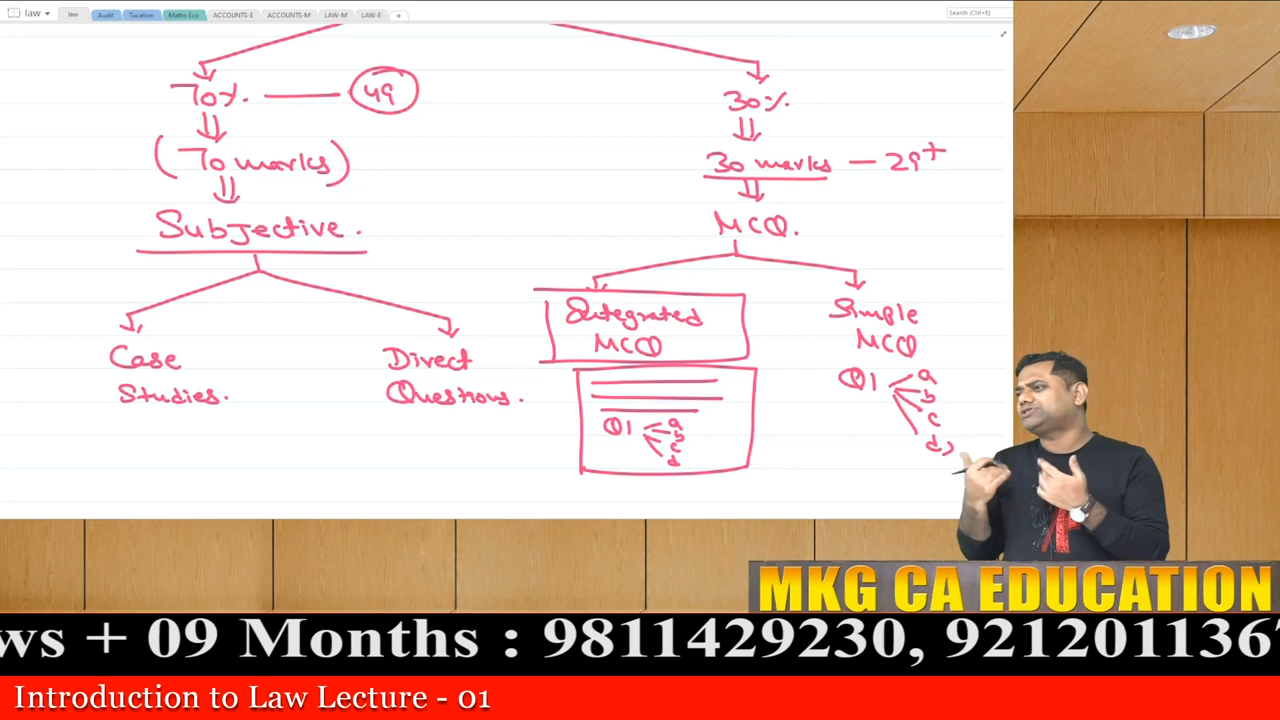 law
law
Audit
Taxation
Maths Eco
ACCOUNTS-E
ACCOUNTS-M
LAW-M
LAW-E
Search (Ctrl+E)
70%. — 49
30%.
(70 marks)
30 marks — 29+
Subjective.
MCQ.
Case
Studies.
Direct
Questions.
Integrated
MCQ
Simple
MCQ
Q1
a
b
c
d
Q1
a
b
c
d)
MKG CA EDUCATION
ws + 09 Months : 9811429230, 921201136
Introduction to Law Lecture - 01